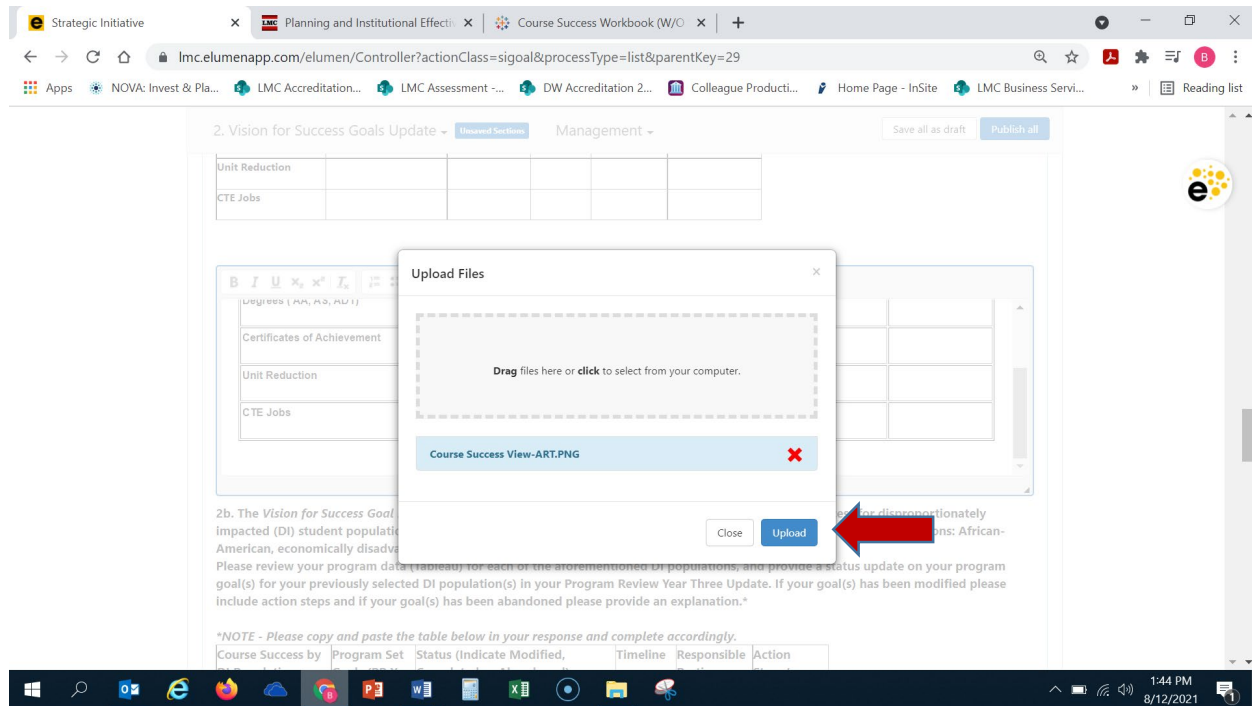 Strategic Initiative
LMC Planning and Institutional Effectiv
Course Success Workbook (W/O
lmc.elumenapp.com/elumen/Controller?actionClass=sigoal&processType=list&parentKey=29
B
Apps NOVA: Invest & Pla... LMC Accreditation... LMC Assessment -... DW Accreditation 2... Colleague Producti... Home Page - InSite LMC Business Servi... » Reading list
2. Vision for Success Goals Update Unsaved Sections Management Save all as draft Publish all
Unit Reduction
CTE Jobs
e
Upload Files ×
B I U x₂ x² Tx
Degrees ( AA, AS, ADT)
Certificates of Achievement
Unit Reduction
CTE Jobs
Drag files here or click to select from your computer.
Course Success View-ART.PNG
Close Upload
2b. The Vision for Success Goal for disproportionately
impacted (DI) student African-
American, economically
Please review your program data (Tableau) for each of the aforementioned DI populations, and provide a status update on your program
goal(s) for your previously selected DI population(s) in your Program Review Year Three Update. If your goal(s) has been modified please
include action steps and if your goal(s) has been abandoned please provide an explanation.*
*NOTE - Please copy and paste the table below in your response and complete accordingly.
Course Success by Program Set Status (Indicate Modified, Timeline Responsible Action
1:44 PM
8/12/2021
1